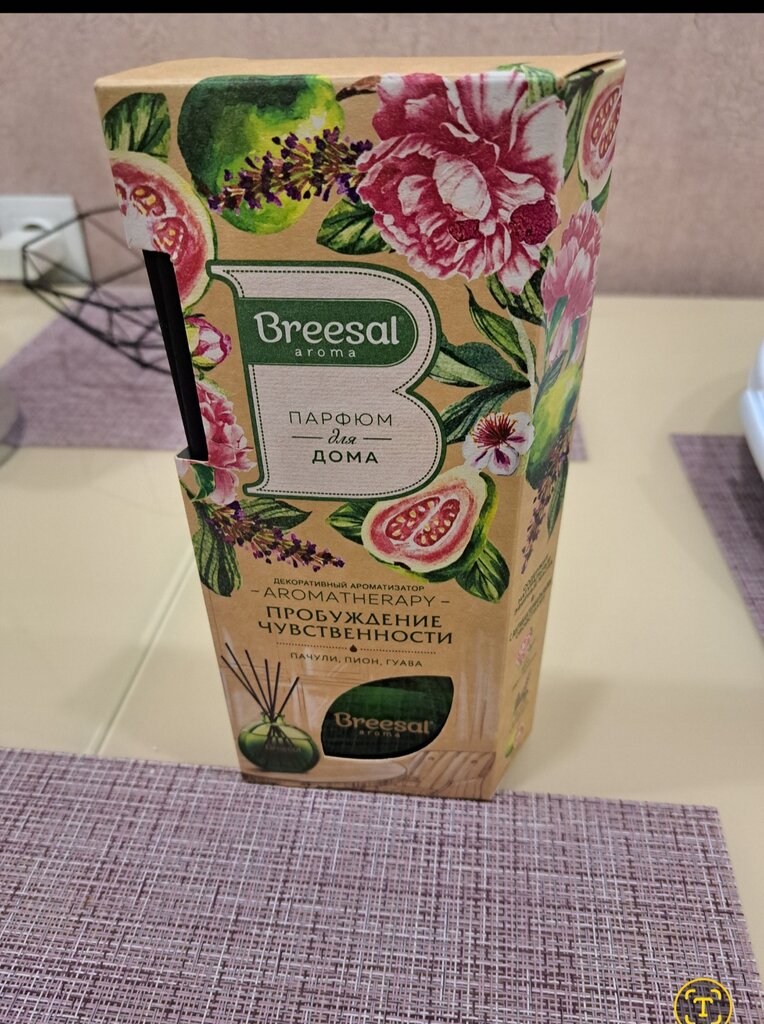 Breesal
aroma
ПАРФЮМ
для
ДОМА
ДЕКОРАТИВНЫЙ АРОМАТИЗАТОР
- AROMATHERAPY -
ПРОБУЖДЕНИЕ
ЧУВСТВЕННОСТИ
ПАЧУЛИ, ПИОН, ГУАВА
Breesal®
aroma